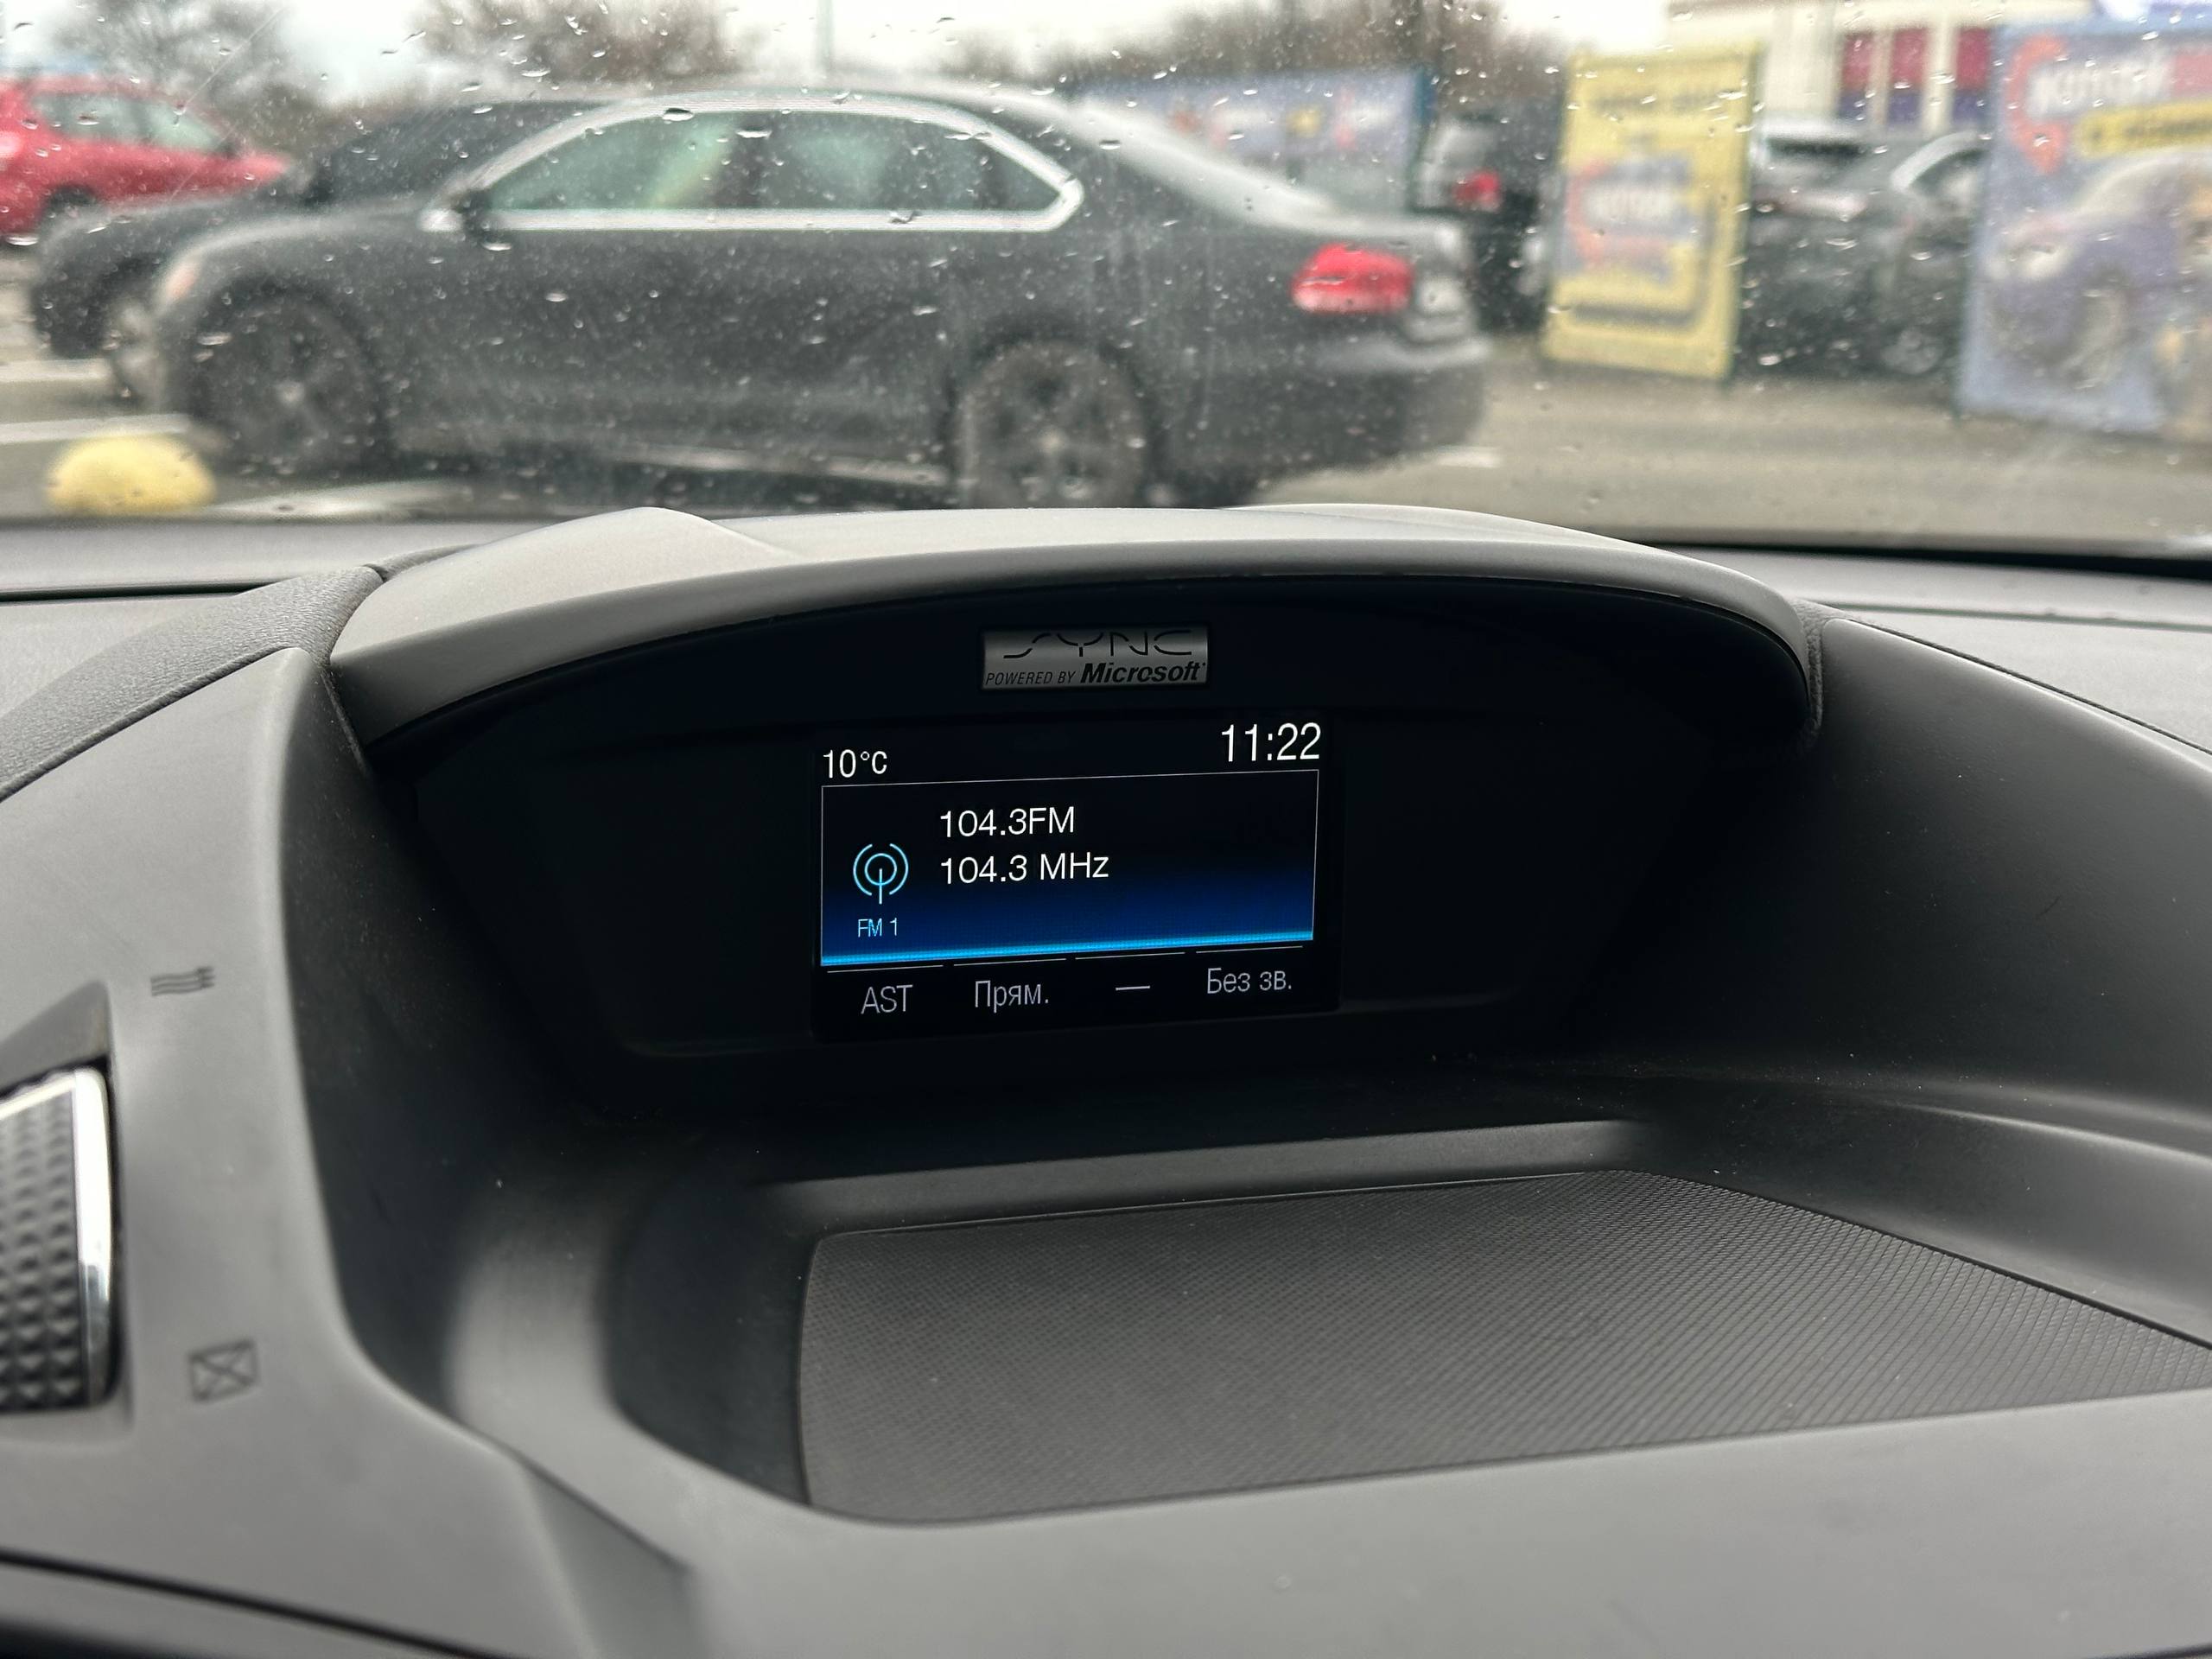 SYNC
POWERED BY Microsoft
10°C 11:22
104.3FM
104.3 MHz
FM 1
AST Прям. — Без зв.